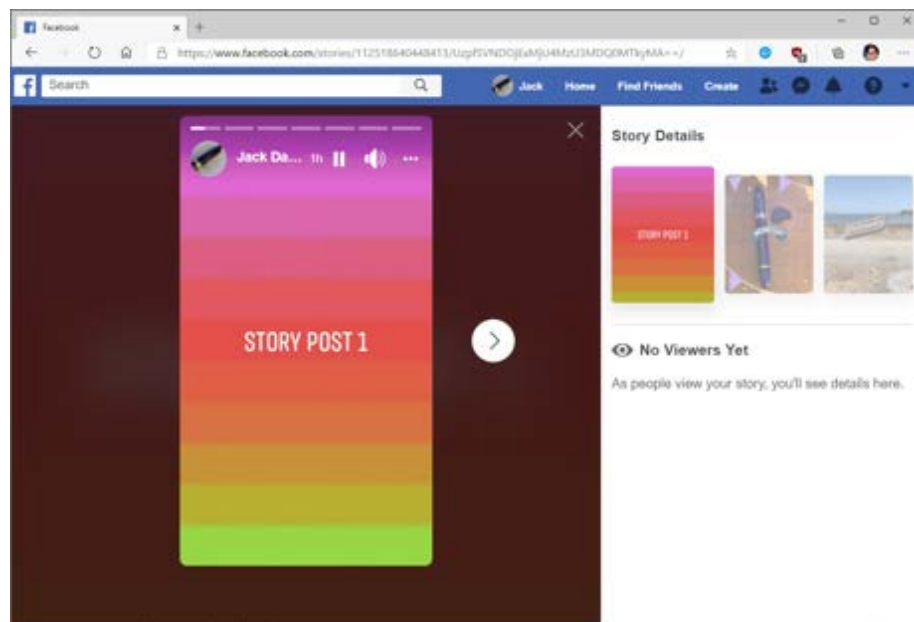 Facebook
https://www.facebook.com/stories/
Search
Jack
Home
Find Friends
Create
Jack Da... 1h
STORY POST 1
Story Details
STORY POST 1
No Viewers Yet
As people view your story, you'll see details here.